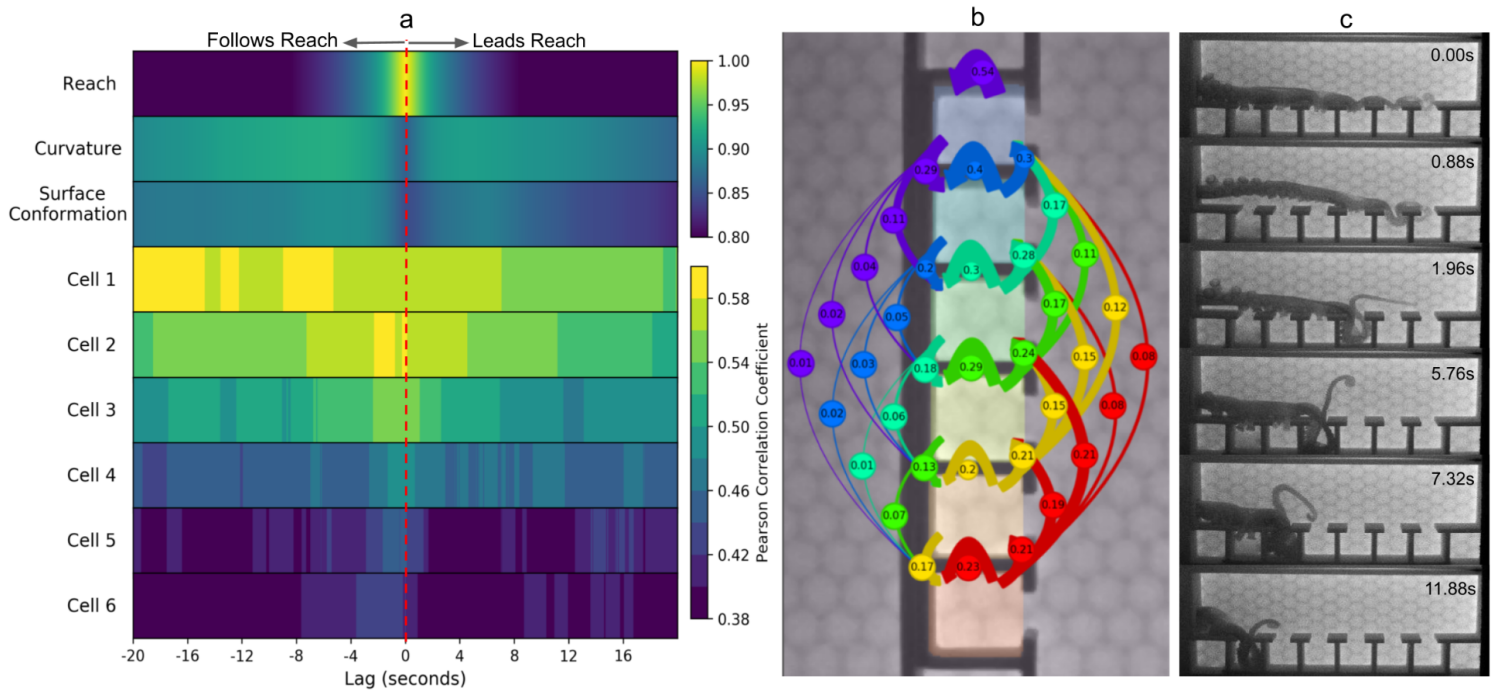 a
Follows Reach
Leads Reach
Reach
Curvature
Surface
Conformation
Cell 1
Cell 2
Cell 3
Cell 4
Cell 5
Cell 6
-20 -16 -12 -8 -4 0 4 8 12 16
Lag (seconds)
1.00
0.95
0.90
0.85
0.80
0.58
0.54
0.50
0.46
0.42
0.38
Pearson Correlation Coefficient
b
0.54
0.3
0.29 0.4
0.17
0.11
0.11
0.28
0.04 0.2 0.3
0.17
0.12
0.02 0.05
0.24
0.15
0.01 0.03 0.18 0.29 0.08
0.15 0.08
0.02 0.06
0.21 0.21
0.01 0.13 0.2
0.19
0.07
0.21
0.17 0.23
c
0.00s
0.88s
1.96s
5.76s
7.32s
11.88s